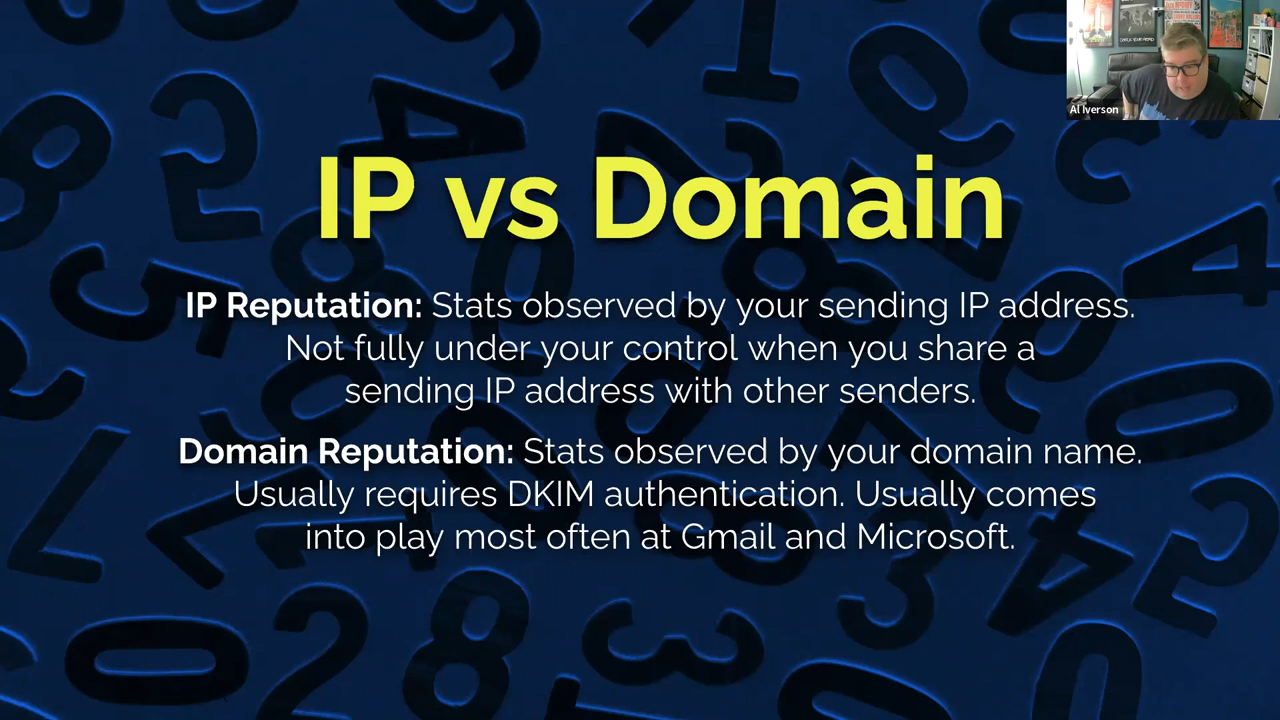 Al Iverson
IP vs Domain
IP Reputation: Stats observed by your sending IP address.
Not fully under your control when you share a
sending IP address with other senders.
Domain Reputation: Stats observed by your domain name.
Usually requires DKIM authentication. Usually comes
into play most often at Gmail and Microsoft.